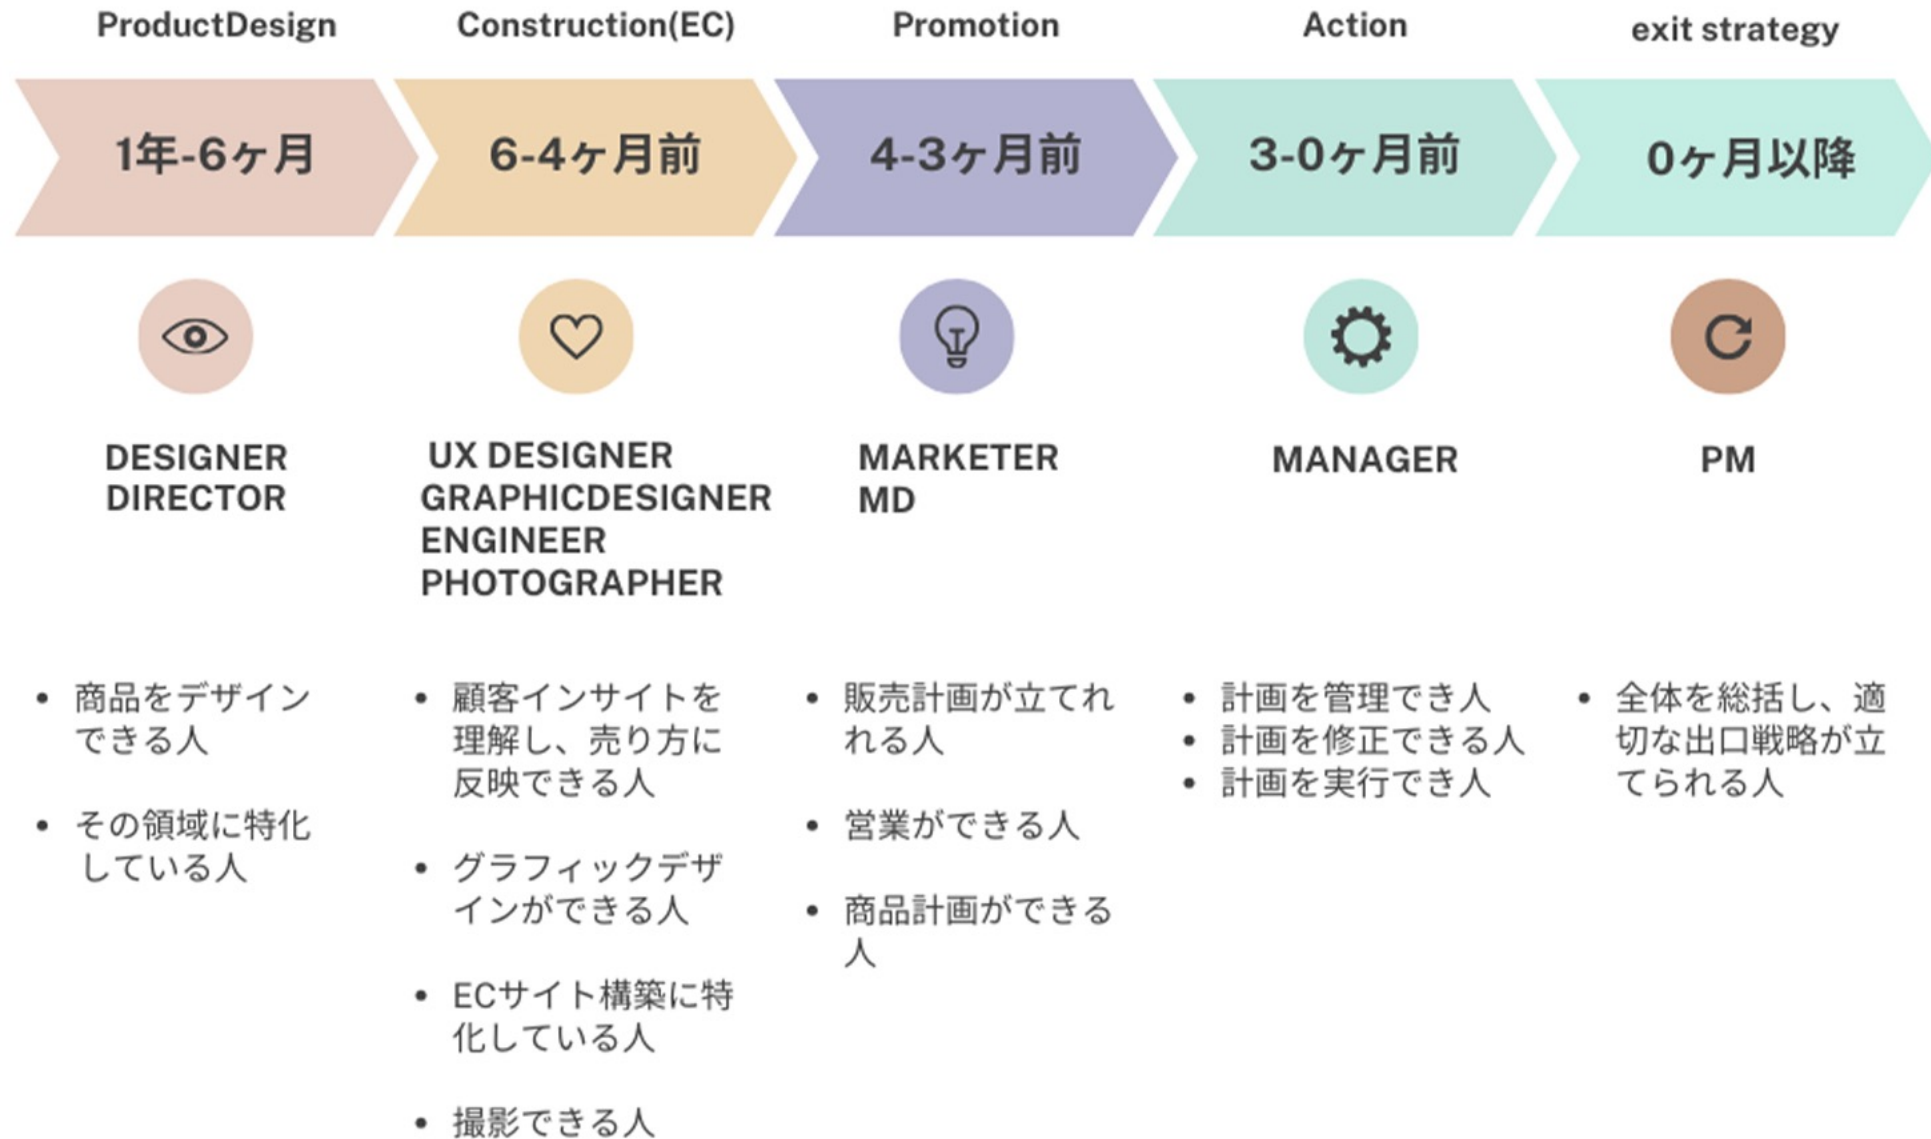 ProductDesign
Construction(EC)
Promotion
Action
exit strategy
1年-6ヶ月
6-4ヶ月前
4-3ヶ月前
3-0ヶ月前
0ヶ月以降
DESIGNER
DIRECTOR
UX DESIGNER
GRAPHICDESIGNER
ENGINEER
PHOTOGRAPHER
MARKETER
MD
MANAGER
PM
• 商品をデザイン
できる人
• その領域に特化
している人
• 顧客インサイトを
理解し、売り方に
反映できる人
• グラフィックデザ
インができる人
• ECサイト構築に特
化している人
• 撮影できる人
• 販売計画が立てれ
れる人
• 営業ができる人
• 商品計画ができる
人
• 計画を管理でき人
• 計画を修正できる人
• 計画を実行でき人
• 全体を総括し、適
切な出口戦略が立
てられる人